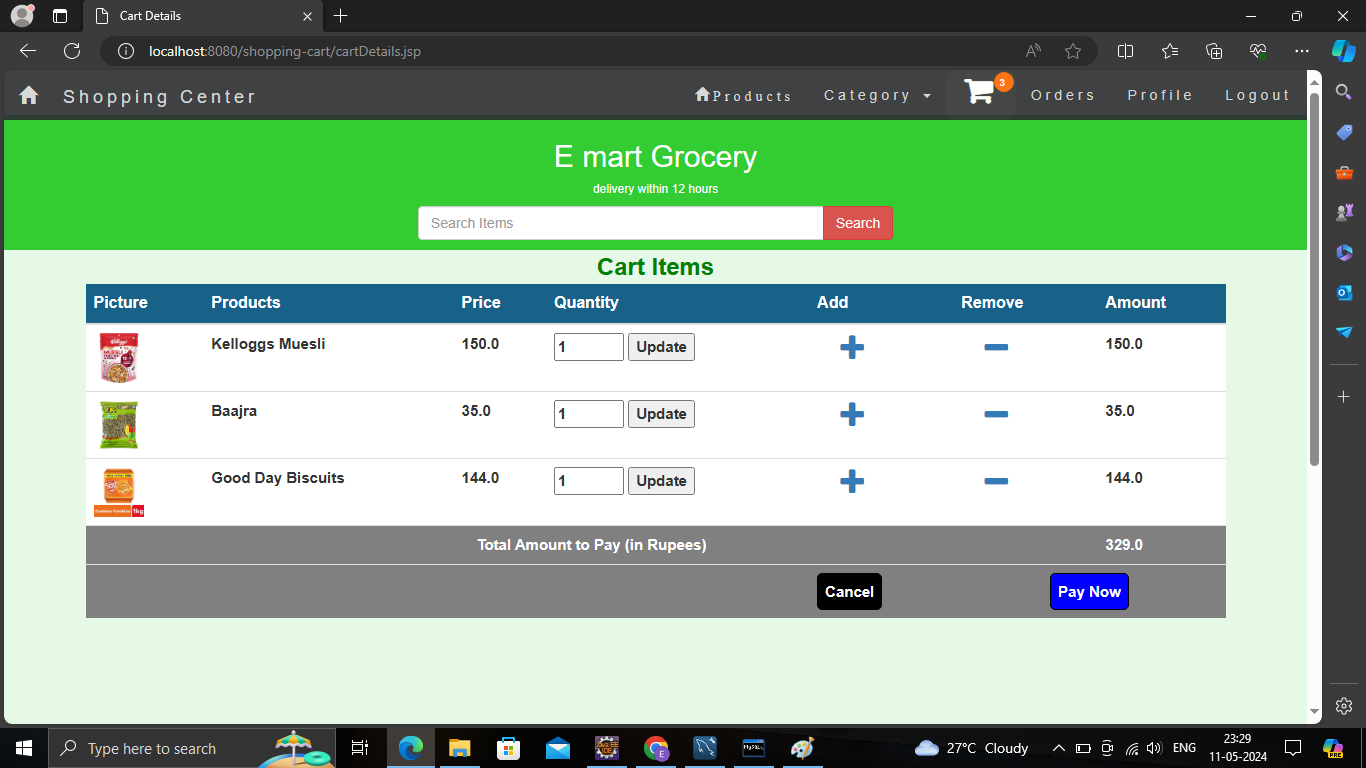 Cart Details
localhost:8080/shopping-cart/cartDetails.jsp
Shopping Center Products Category 3 Orders Profile Logout
E mart Grocery
delivery within 12 hours
Search Items Search
Cart Items
Picture Products Price Quantity Add Remove Amount
Kelloggs Muesli 150.0 1 Update 150.0
Baajra 35.0 1 Update 35.0
Good Day Biscuits 144.0 1 Update 144.0
1kg
Total Amount to Pay (in Rupees) 329.0
Cancel Pay Now
Type here to search 27°C Cloudy ENG 23:29
11-05-2024